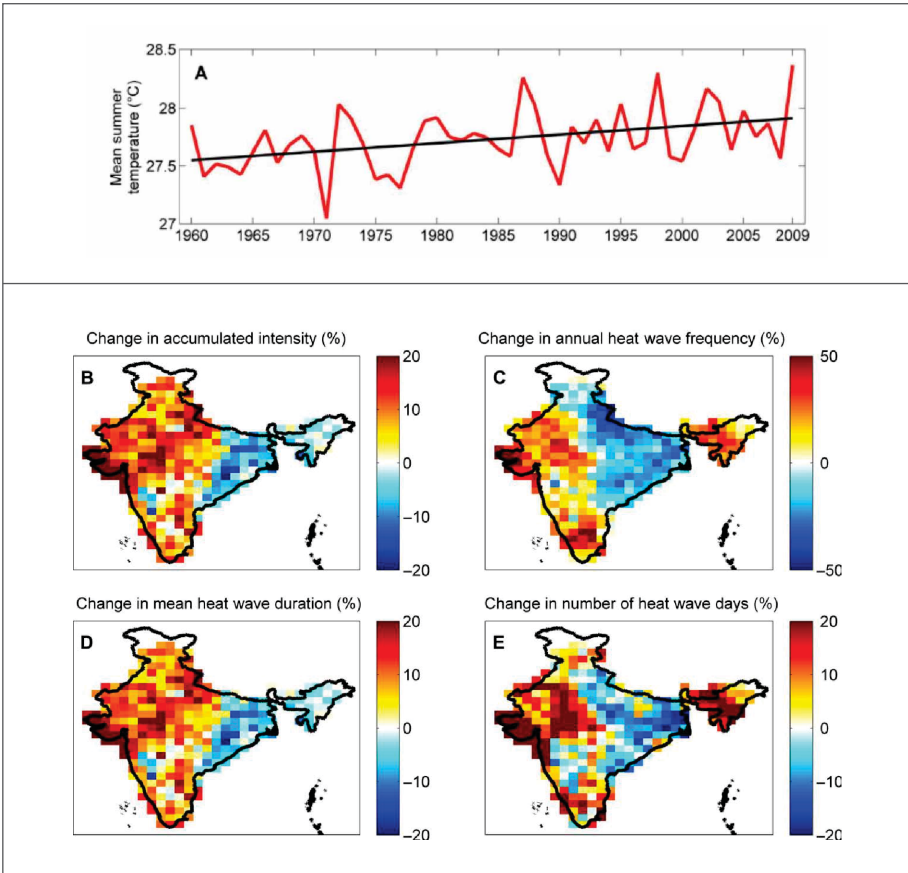 A
Mean summer
temperature (°C)
28.5
28
27.5
27
1960 1965 1970 1975 1980 1985 1990 1995 2000 2005 2009
Change in accumulated intensity (%)
B
20
10
0
–10
–20
Change in annual heat wave frequency (%)
C
50
0
–50
Change in mean heat wave duration (%)
D
20
10
0
–10
–20
Change in number of heat wave days (%)
E
20
10
0
–10
–20